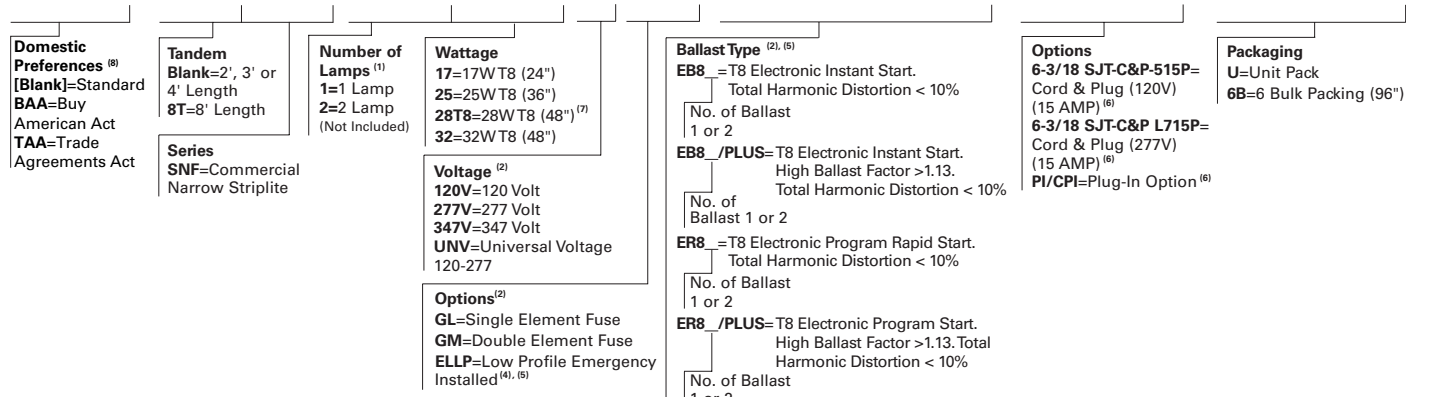 Domestic
Preferences (8)
[Blank]=Standard
BAA=Buy
American Act
TAA=Trade
Agreements Act
Tandem
Blank=2', 3' or
4' Length
8T=8' Length
Series
SNF=Commercial
Narrow Striplite
Number of
Lamps (1)
1=1 Lamp
2=2 Lamp
(Not Included)
Wattage
17=17W T8 (24")
25=25W T8 (36")
28T8=28W T8 (48") (7)
32=32W T8 (48")
Voltage (2)
120V=120 Volt
277V=277 Volt
347V=347 Volt
UNV=Universal Voltage
120-277
Options(2)
GL=Single Element Fuse
GM=Double Element Fuse
ELLP=Low Profile Emergency
Installed(4), (5)
Ballast Type (2), (5)
EB8_=T8 Electronic Instant Start.
Total Harmonic Distortion < 10%
No. of Ballast
1 or 2
EB8_/PLUS=T8 Electronic Instant Start.
High Ballast Factor >1.13.
Total Harmonic Distortion < 10%
No. of
Ballast 1 or 2
ER8_=T8 Electronic Program Rapid Start.
Total Harmonic Distortion < 10%
No. of Ballast
1 or 2
ER8_/PLUS=T8 Electronic Program Start.
High Ballast Factor >1.13. Total
Harmonic Distortion < 10%
No. of Ballast
1 or 2
Options
6-3/18 SJT-C&P-515P=
Cord & Plug (120V)
(15 AMP) (6)
6-3/18 SJT-C&P L715P=
Cord & Plug (277V)
(15 AMP) (6)
PI/CPI=Plug-In Option (6)
Packaging
U=Unit Pack
6B=6 Bulk Packing (96")